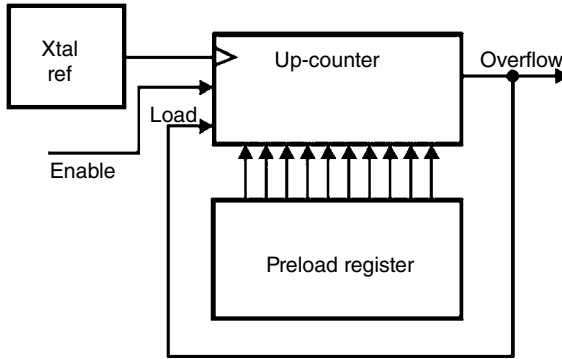 Xtal
ref
Up-counter
Overflow
Load
Enable
Preload register